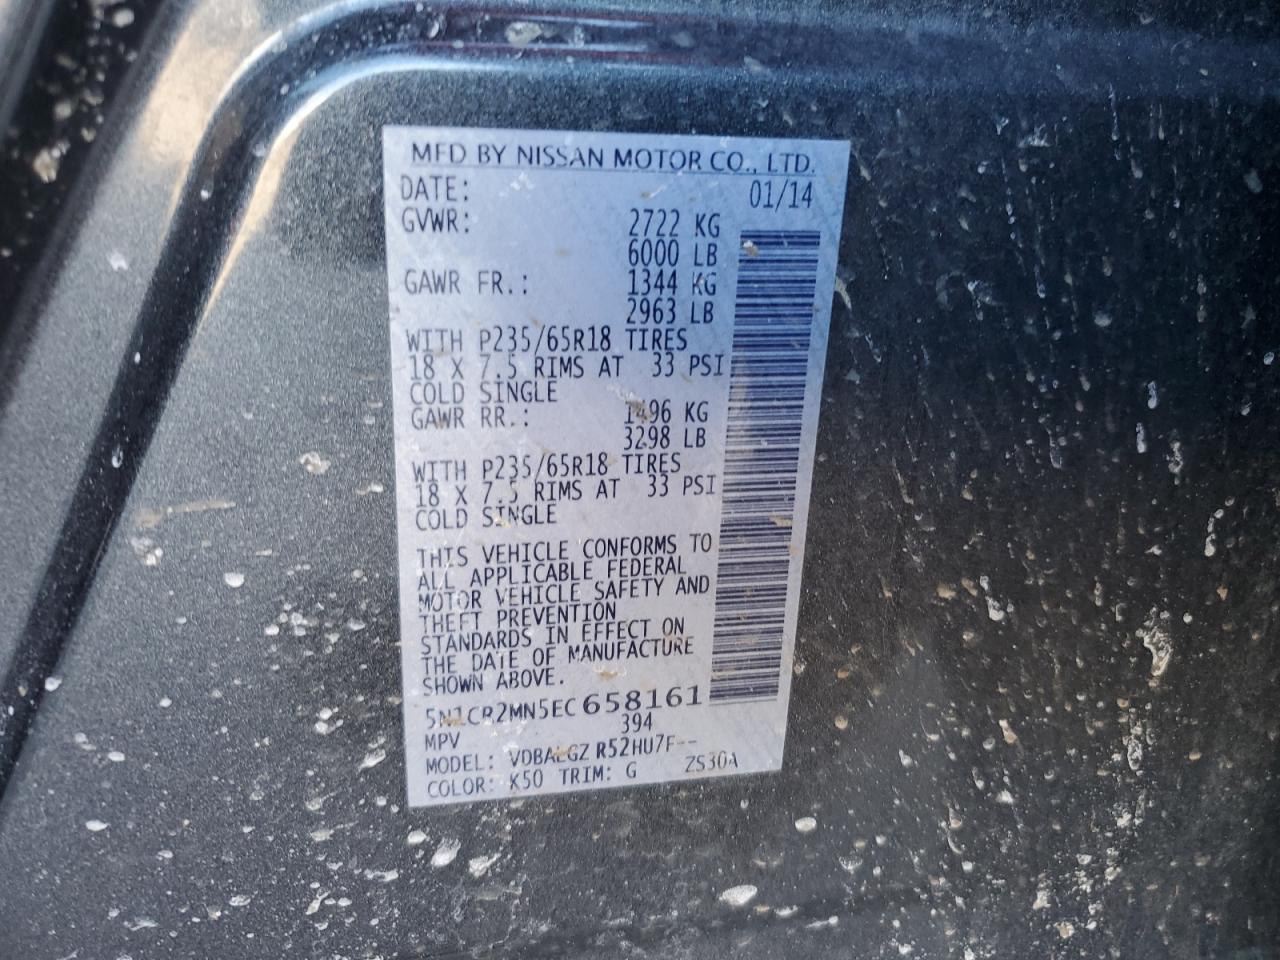 MFD BY NISSAN MOTOR CO., LTD.
DATE: 01/14
GVWR: 2722 KG
6000 LB
GAWR FR.: 1344 KG
2963 LB
WITH P235/65R18 TIRES
18 X 7.5 RIMS AT 33 PSI
COLD SINGLE
GAWR RR.: 1496 KG
3298 LB
WITH P235/65R18 TIRES
18 X 7.5 RIMS AT 33 PSI
COLD SINGLE
THIS VEHICLE CONFORMS TO
ALL APPLICABLE FEDERAL
MOTOR VEHICLE SAFETY AND
THEFT PREVENTION
STANDARDS IN EFFECT ON
THE DATE OF MANUFACTURE
SHOWN ABOVE.
5N1CR2MN5EC658161
MPV 394
MODEL: VDBALGZ R52HU7F--
COLOR: K50 TRIM: G ZS30A